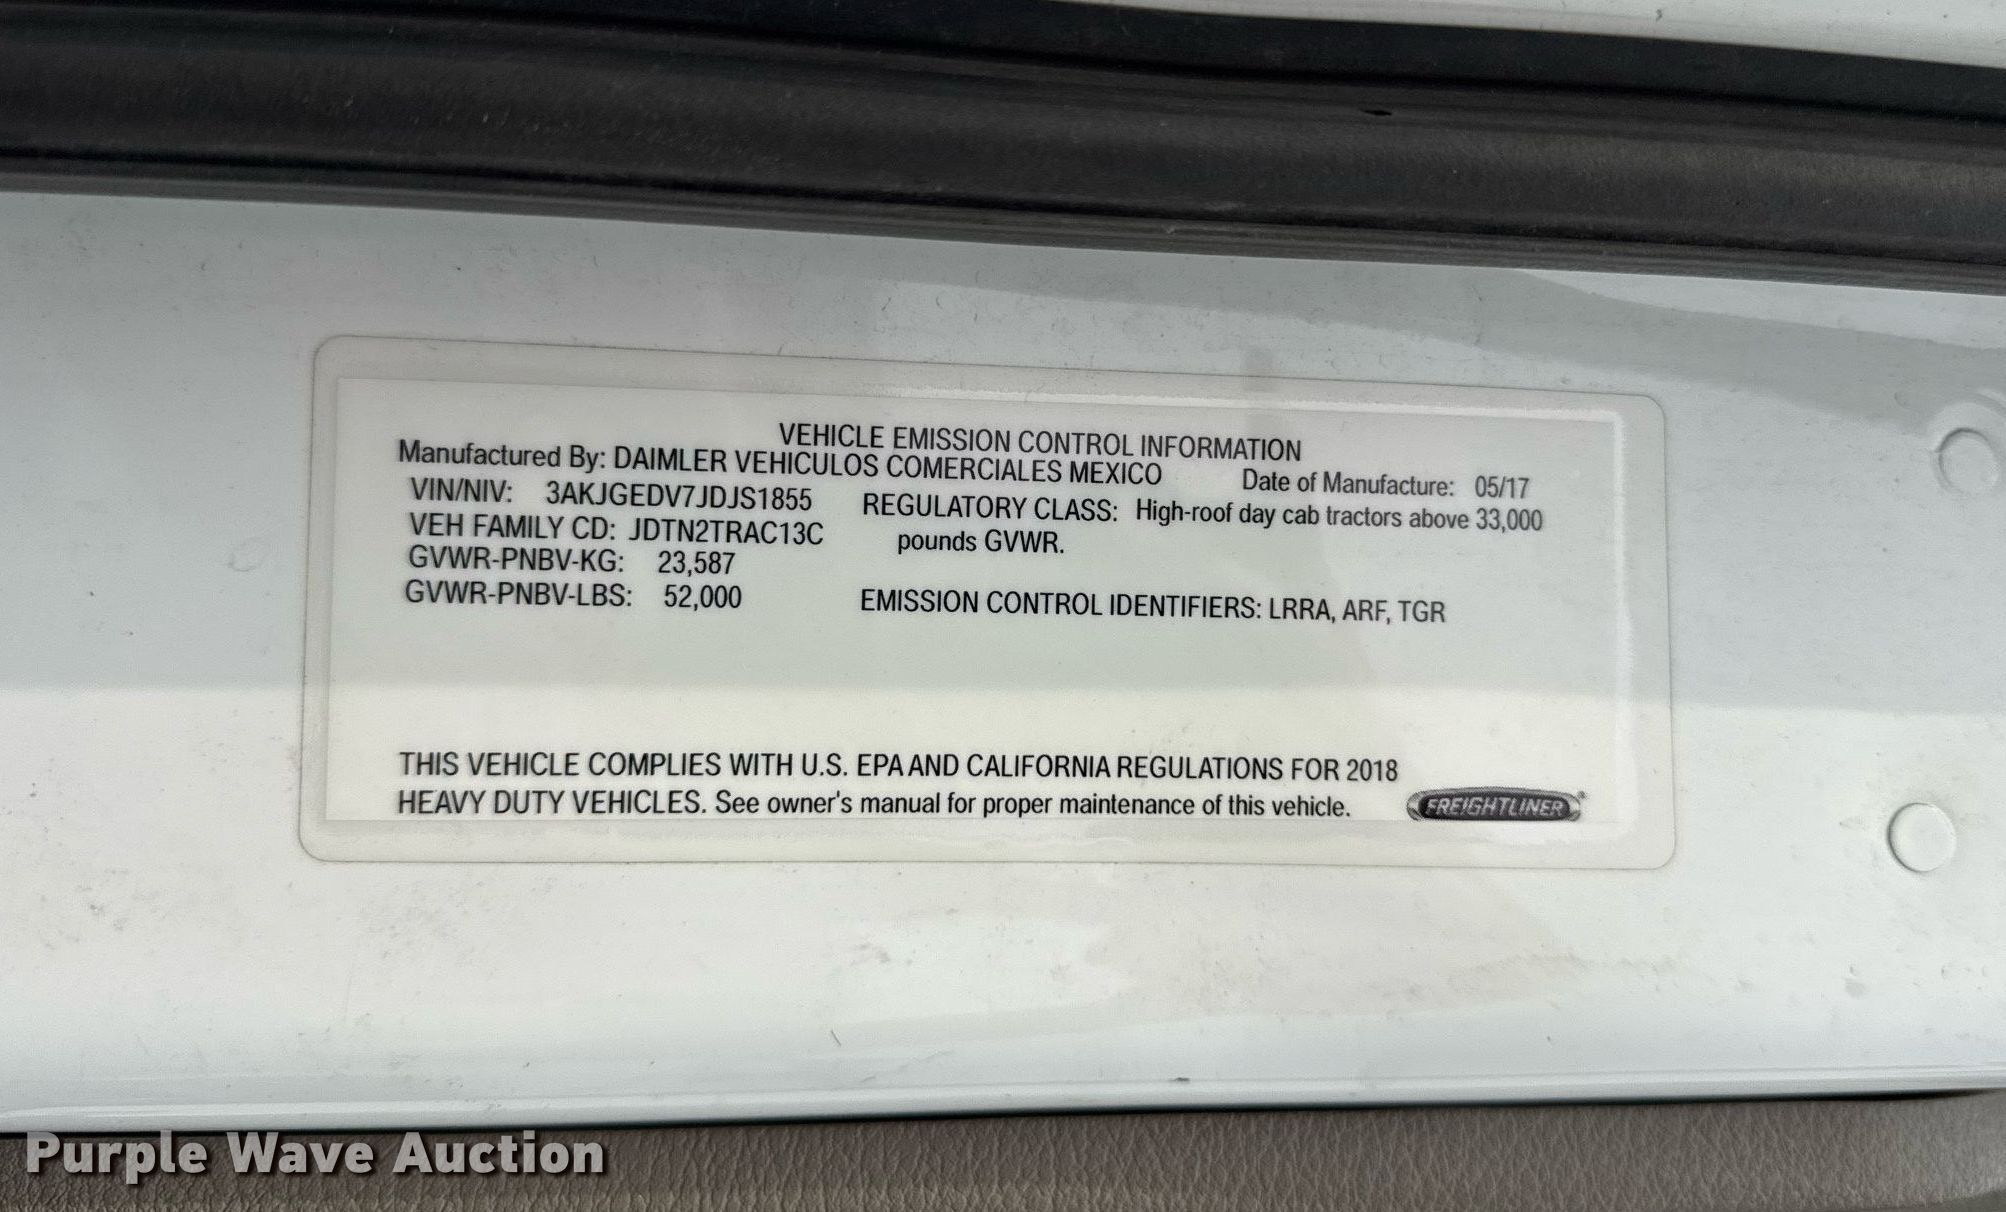 VEHICLE EMISSION CONTROL INFORMATION
Manufactured By: DAIMLER VEHICULOS COMERCIALES MEXICO Date of Manufacture: 05/17
VIN/NIV: 3AKJGEDV7JDJS1855 REGULATORY CLASS: High-roof day cab tractors above 33,000
VEH FAMILY CD: JDTN2TRAC13C pounds GVWR.
GVWR-PNBV-KG: 23,587
GVWR-PNBV-LBS: 52,000 EMISSION CONTROL IDENTIFIERS: LRRA, ARF, TGR
THIS VEHICLE COMPLIES WITH U.S. EPA AND CALIFORNIA REGULATIONS FOR 2018
HEAVY DUTY VEHICLES. See owner's manual for proper maintenance of this vehicle. FREIGHTLINER
Purple Wave Auction